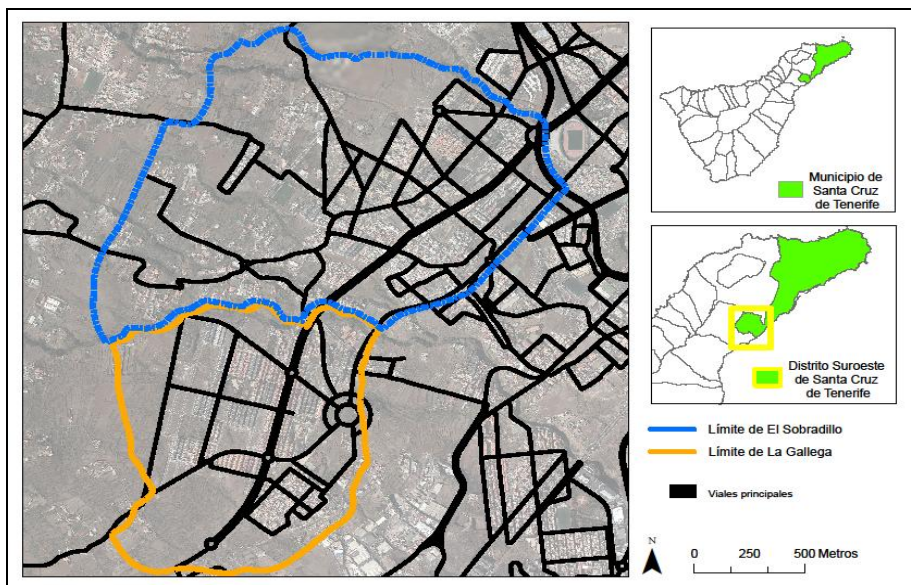 Municipio de
Santa Cruz
de Tenerife
Distrito Suroeste
de Santa Cruz
de Tenerife
Límite de El Sobradillo
Límite de La Gallega
Viales principales
N
0 250 500 Metros